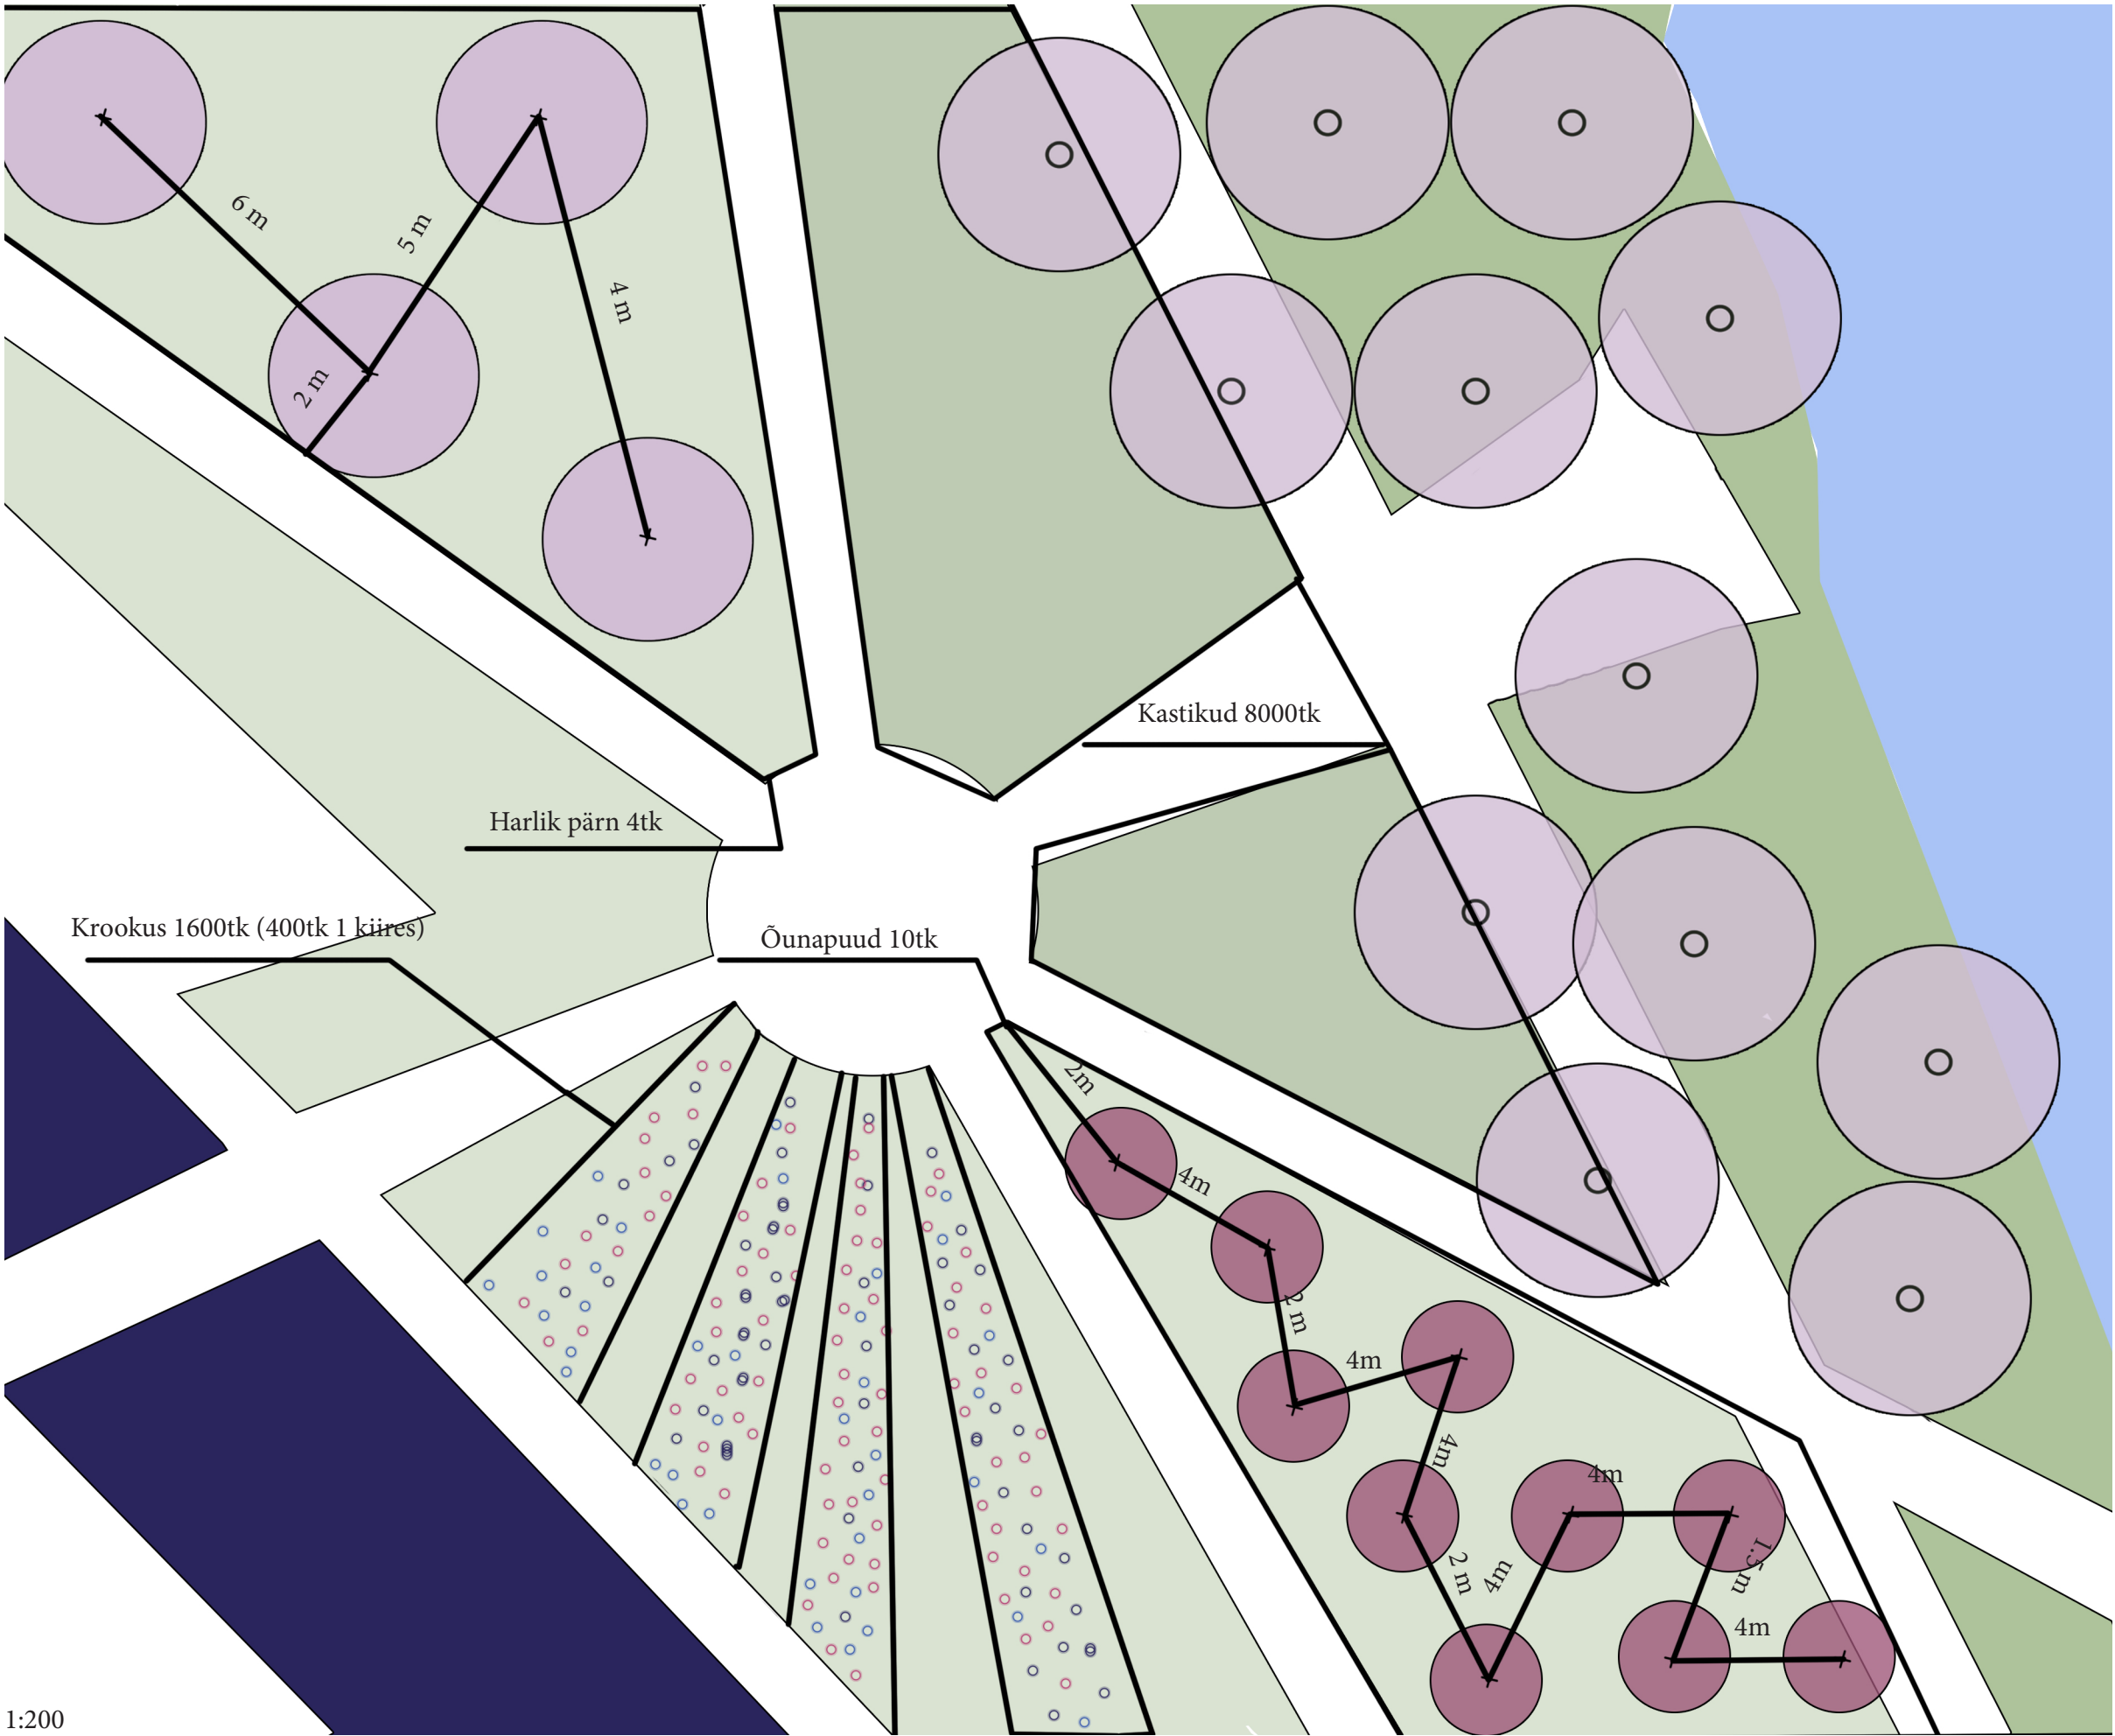 6 m
5 m
4 m
2 m
Kastikud 8000tk
Harlik pärn 4tk
Krookus 1600tk (400tk 1 kiires)
Õunapuud 10tk
2m
4m
2 m
4m
4m
4m
2 m
4m
1.5 m
4m
1:200